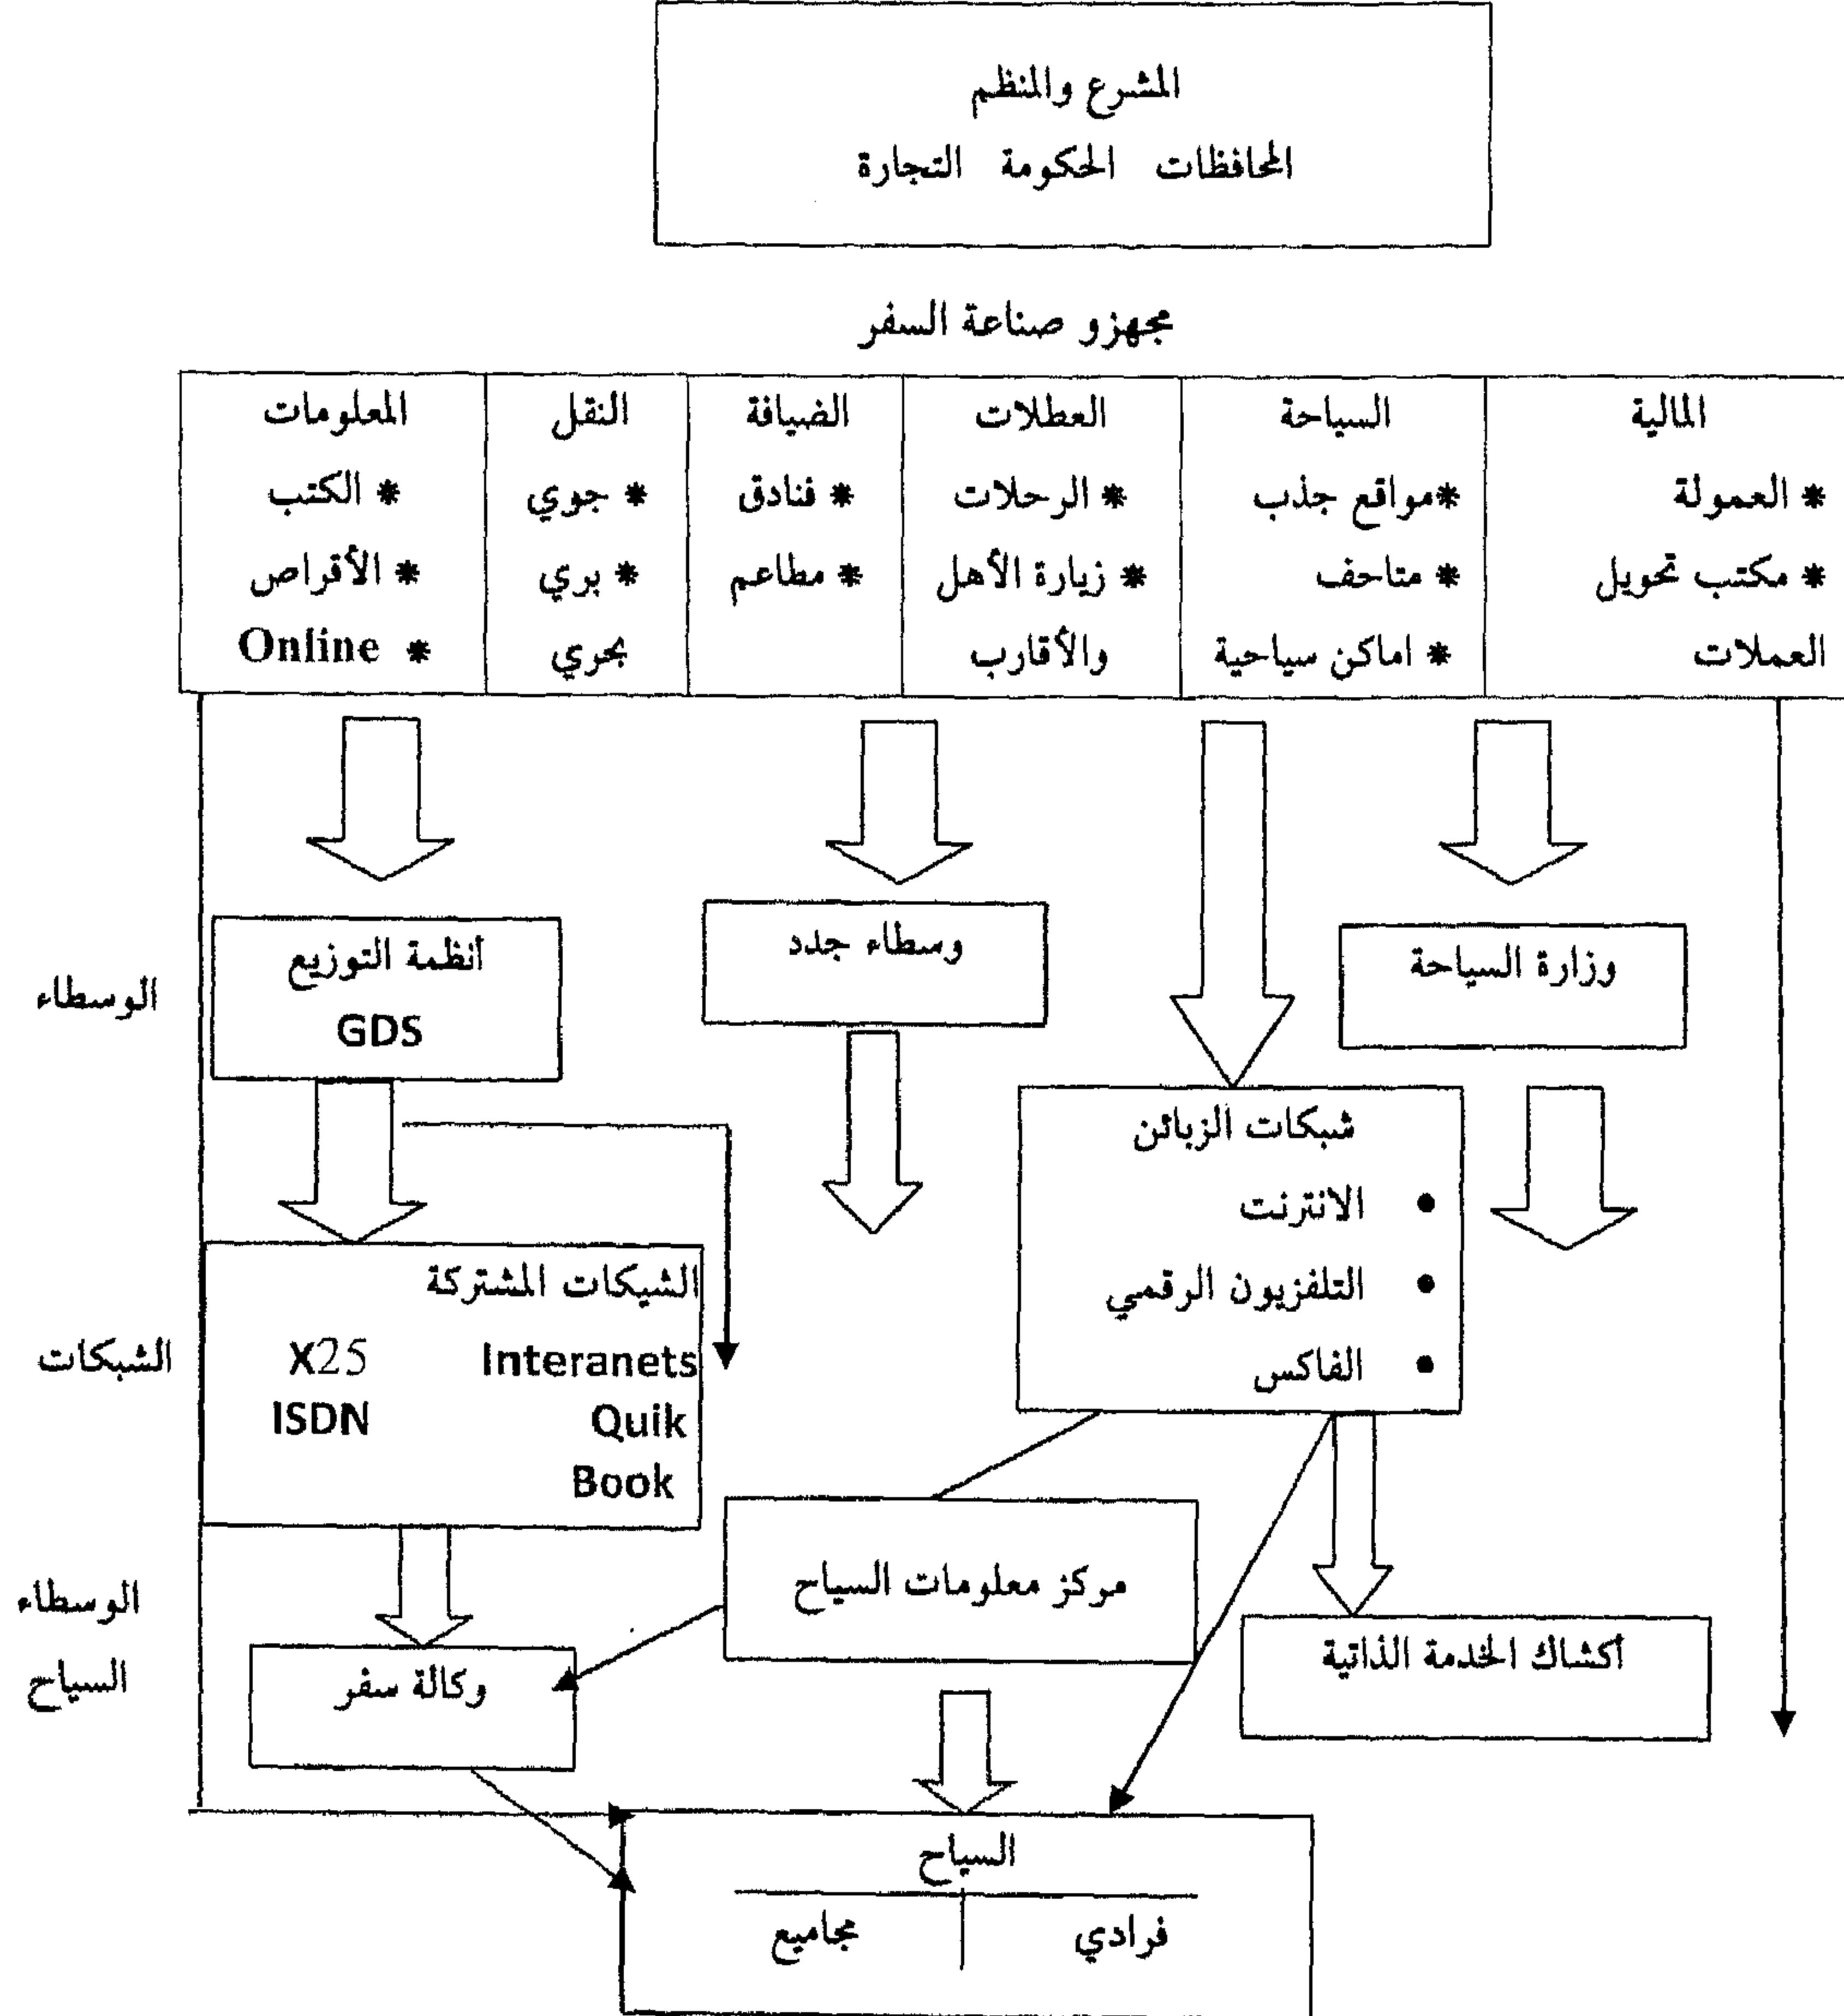 المشرع والمنظم
المحافظات الحكومة التجارة
مجهزو صناعة السفر
المالية
* العمولة
* مكتب تحويل
العملات
السياحة
*مواقع جذب
* متاحف
* اماكن سياحية
العطلات
* الرحلات
* زيارة الأهل
والأقارب
الضيافة
* فنادق
* مطاعم
النقل
* جوي
* بري
بحري
المعلومات
* الكتب
* الأقراص
* Online
الوسطاء
وزارة السياحة
وسطاء جدد
أنظمة التوزيع
GDS
شبكات الزبائن
• الانترنت
• التلفزيون الرقمي
• الفاكس
الشبكات
الشيكات المشتركة
X25 Interanets
ISDN Quik
Book
الوسطاء
السياح
مركز معلومات السياح
أكشاك الخدمة الذاتية
وكالة سفر
السياح
فرادي
مجاميع